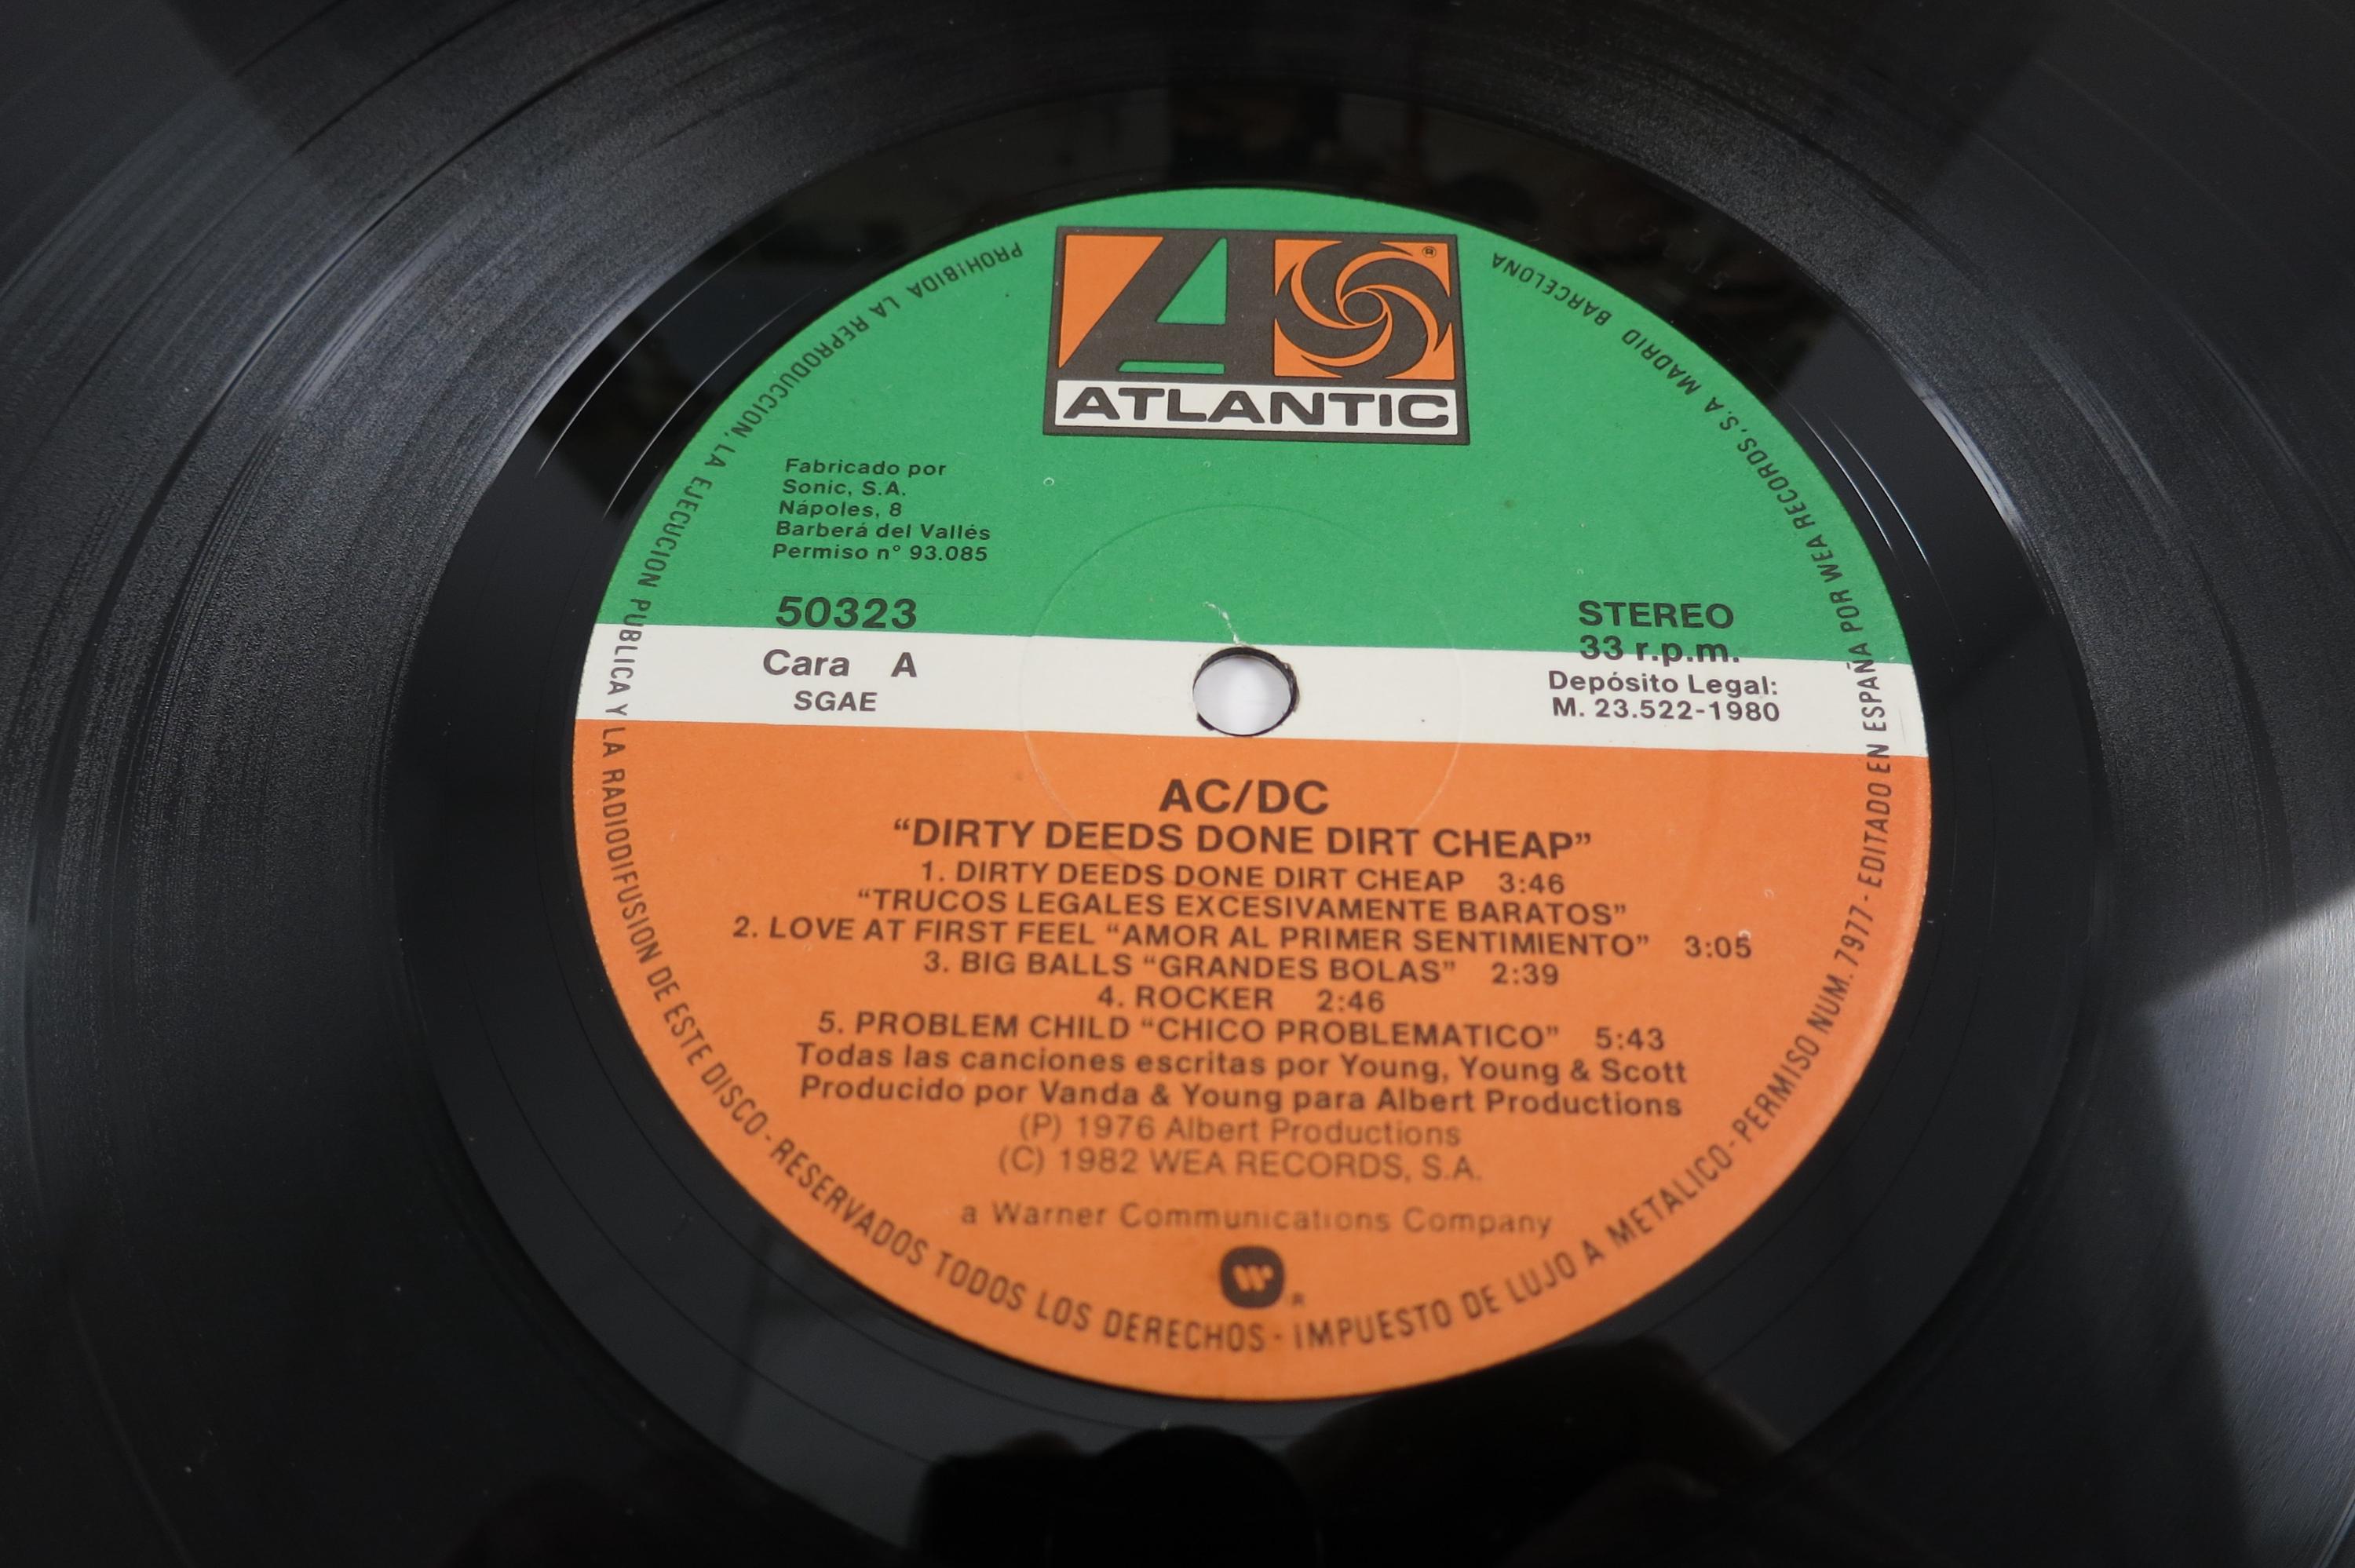 ATLANTIC
®
Fabricado por
Sonic, S.A.
Nápoles, 8
Barberá del Vallés
Permiso n° 93.085
50323
STEREO
33 r.p.m.
Cara A
SGAE
Depósito Legal:
M. 23.522-1980
AC/DC
“DIRTY DEEDS DONE DIRT CHEAP”
1. DIRTY DEEDS DONE DIRT CHEAP 3:46
“TRUCOS LEGALES EXCESIVAMENTE BARATOS”
2. LOVE AT FIRST FEEL “AMOR AL PRIMER SENTIMIENTO” 3:05
3. BIG BALLS “GRANDES BOLAS” 2:39
4. ROCKER 2:46
5. PROBLEM CHILD “CHICO PROBLEMATICO” 5:43
Todas las canciones escritas por Young, Young & Scott
Producido por Vanda & Young para Albert Productions
(P) 1976 Albert Productions
(C) 1982 WEA RECORDS, S.A.
a Warner Communications Company
PROHIBIDA LA REPRODUCCION, LA EJECUCION PUBLICA Y LA RADIODIFUSION DE ESTE DISCO - RESERVADOS TODOS LOS DERECHOS - IMPUESTO DE LUJO A METALICO - PERMISO NUM. 7977 - EDITADO EN ESPAÑA POR WEA RECORDS, S.A MADRID BARCELONA